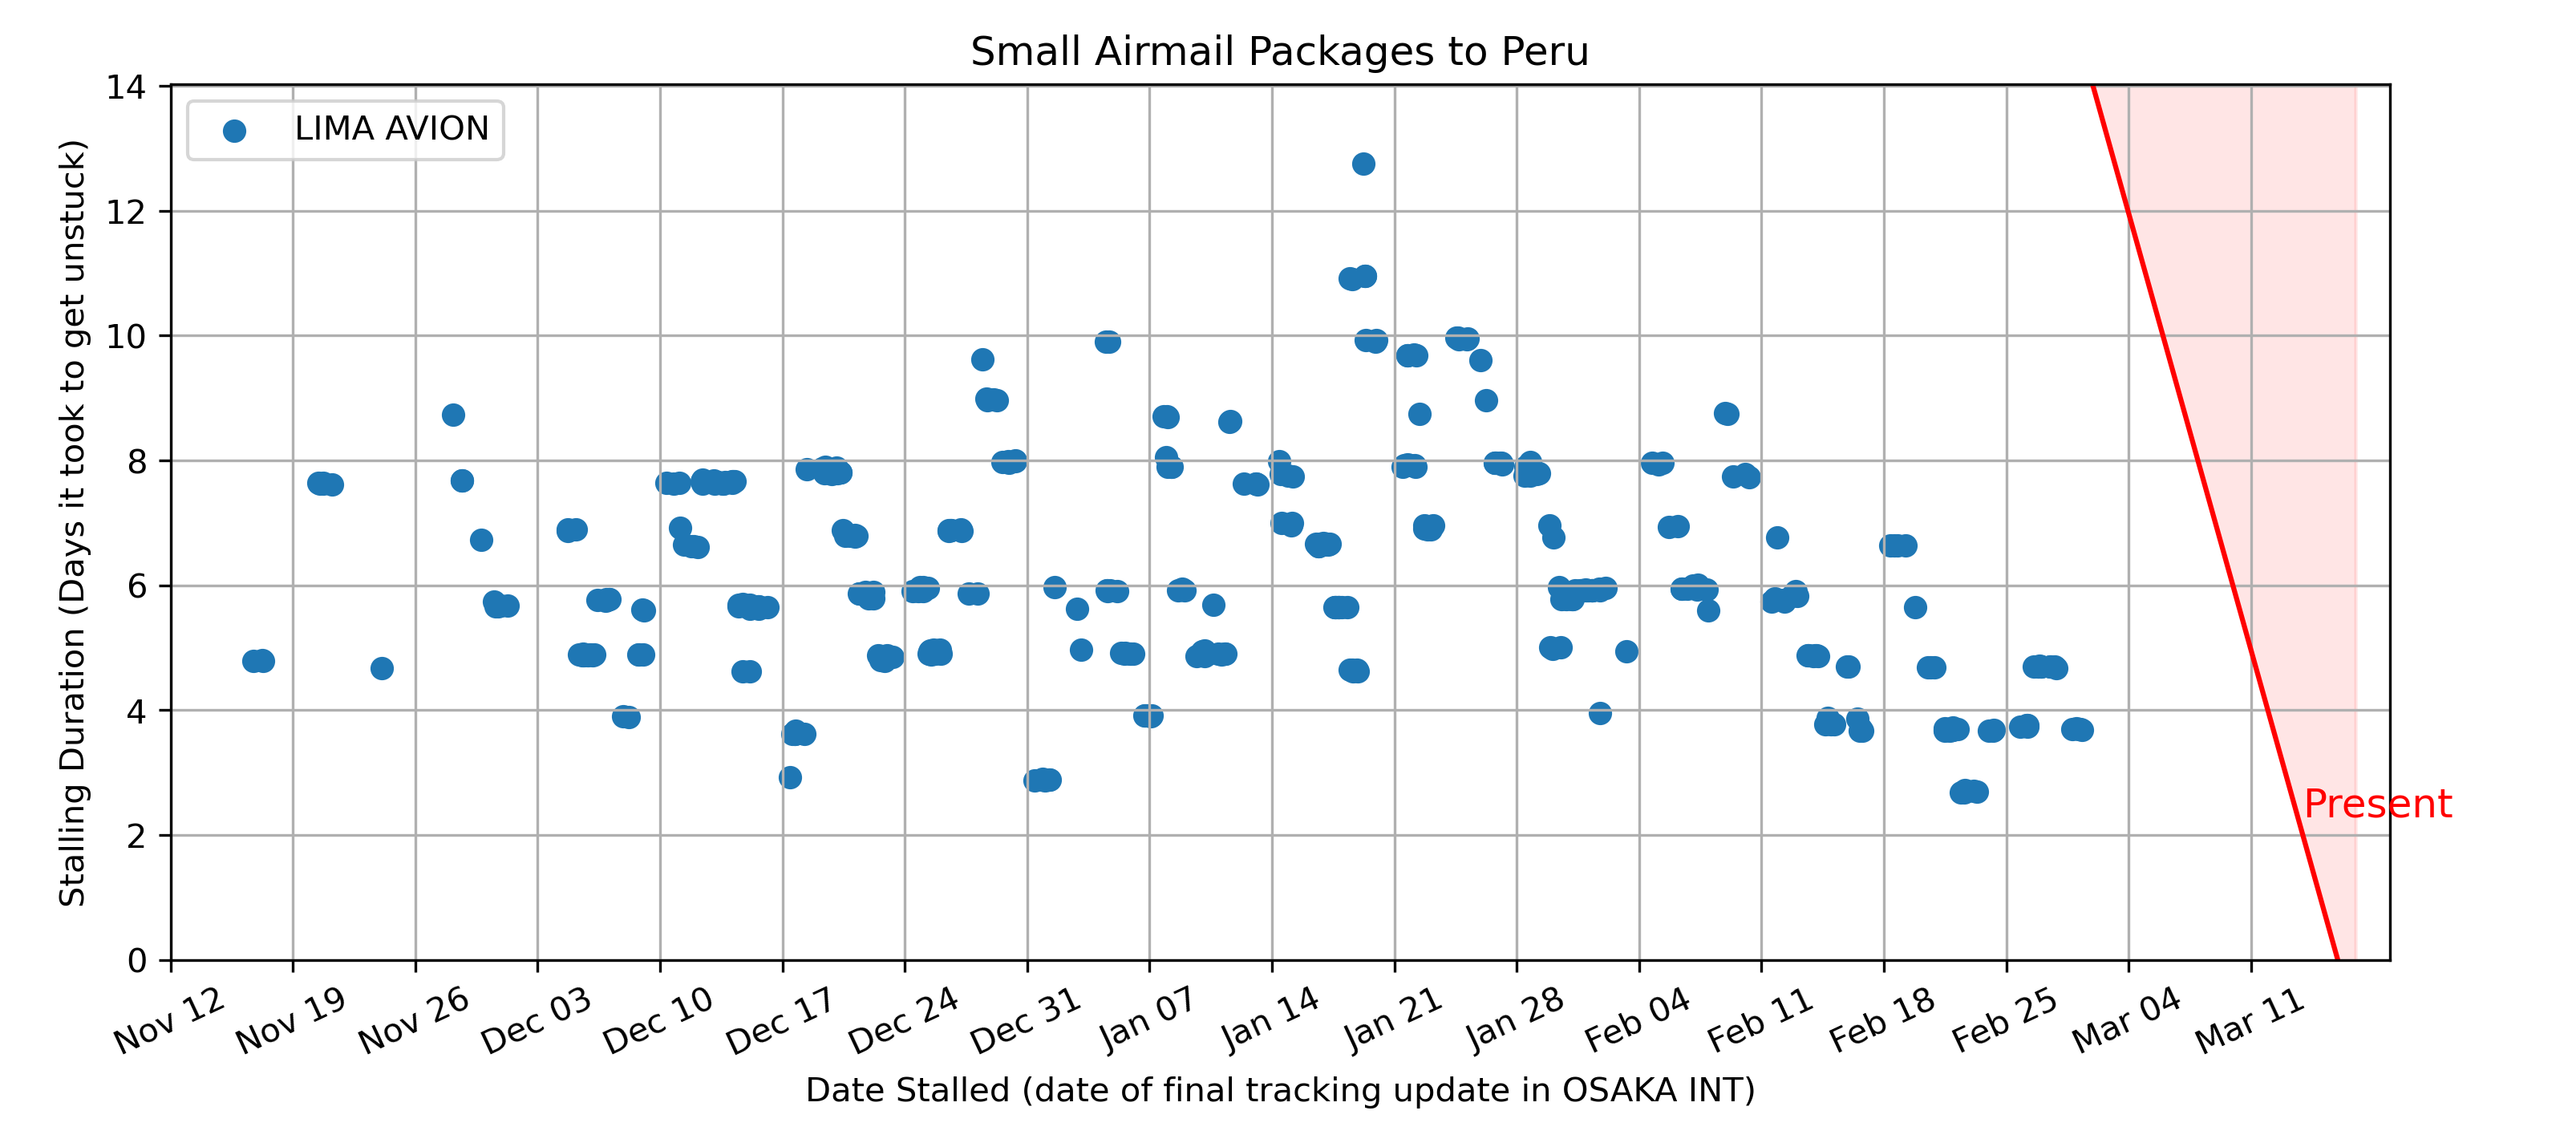 Small Airmail Packages to Peru
LIMA AVION
Stalling Duration (Days it took to get unstuck)
14
12
10
8
6
4
2
0
Present
Nov 12
Nov 19
Nov 26
Dec 03
Dec 10
Dec 17
Dec 24
Dec 31
Jan 07
Jan 14
Jan 21
Jan 28
Feb 04
Feb 11
Feb 18
Feb 25
Mar 04
Mar 11
Date Stalled (date of final tracking update in OSAKA INT)